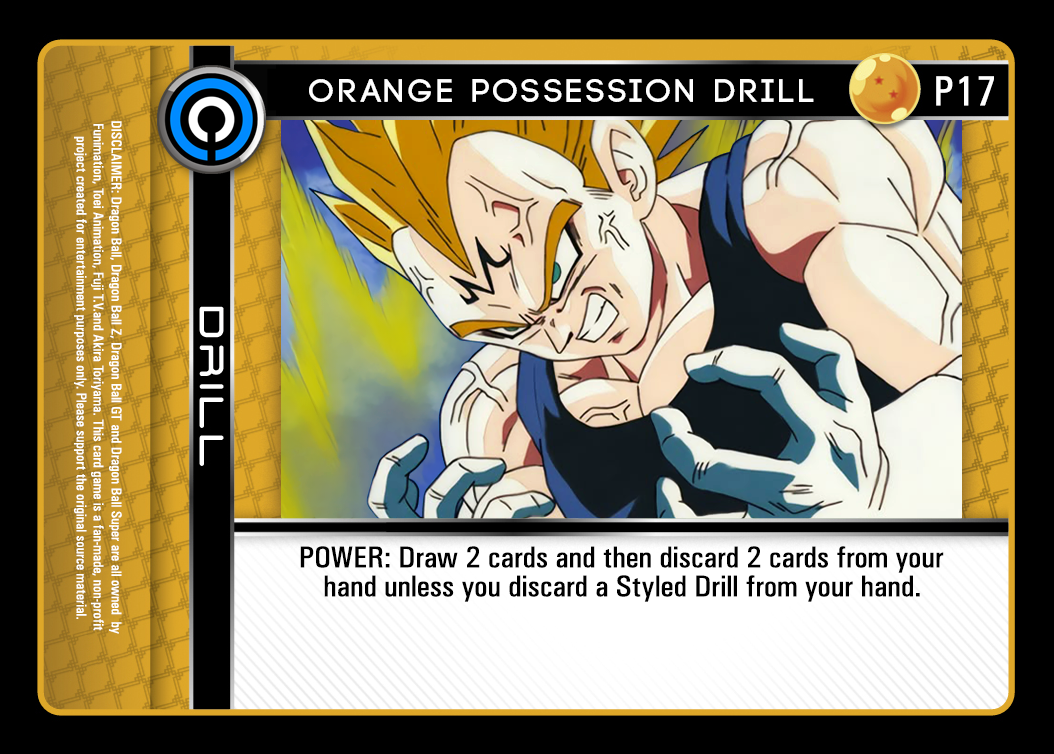 ORANGE POSSESSION DRILL
P17
DRILL
POWER: Draw 2 cards and then discard 2 cards from your
hand unless you discard a Styled Drill from your hand.
DISCLAIMER: Dragon Ball, Dragon Ball Z, Dragon Ball GT and Dragon Ball Super are all owned by
Funimation, Toei Animation, Fuji T.V.and Akira Toriyama. This card game is a fan-made, non-profit
project created for entertainment purposes only. Please support the original source material.